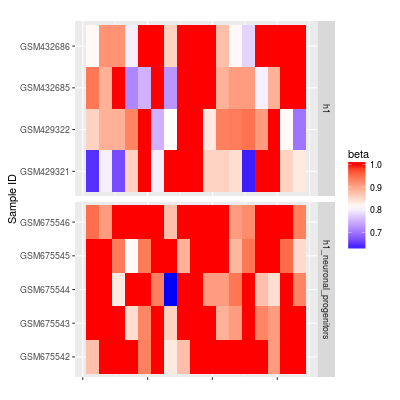 GSM432686
GSM432685
GSM429322
GSM429321
h1
GSM675546
GSM675545
GSM675544
GSM675543
GSM675542
h1_neuronal_progenitors
Sample ID
beta
1.0
0.9
0.8
0.7